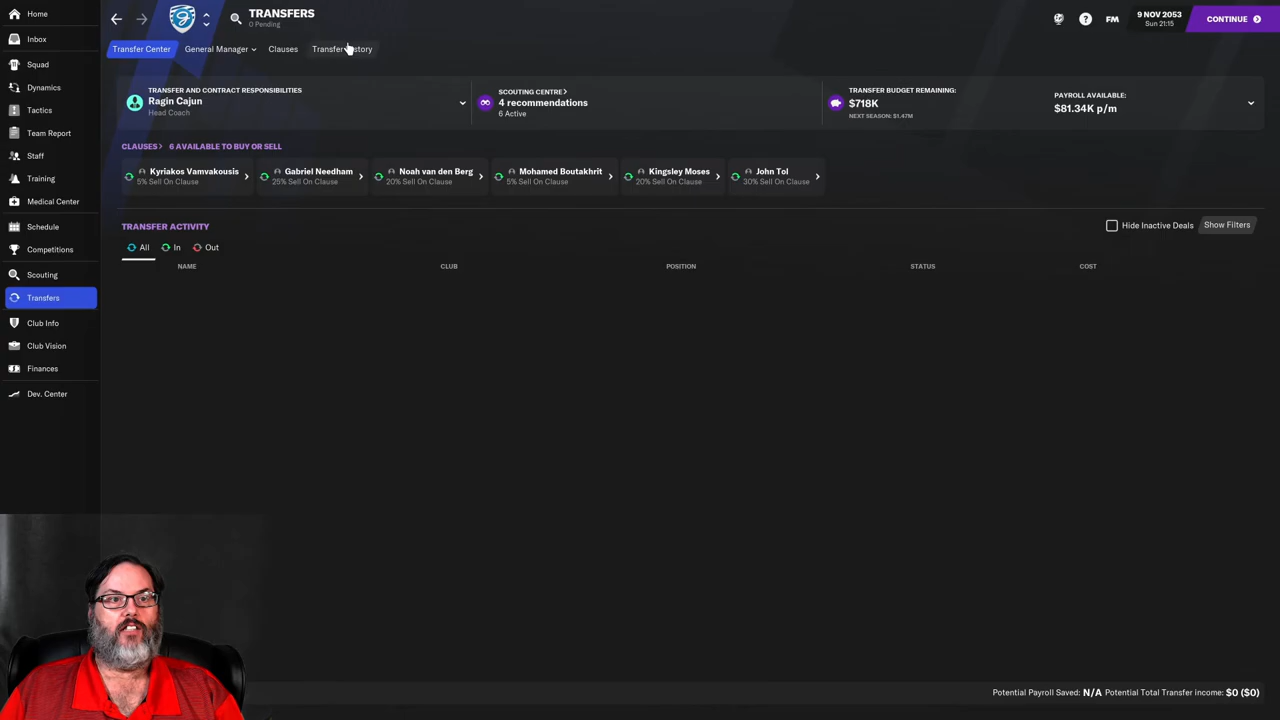 Home
TRANSFERS
0 Pending
FM
9 NOV 2053
SUN 21:15
CONTINUE
Inbox
Transfer Center
General Manager
Clauses
Transfer History
Squad
Dynamics
Tactics
Team Report
Staff
Training
Medical Center
Schedule
Competitions
Scouting
Transfers
Club Info
Club Vision
Finances
Dev. Center
TRANSFER AND CONTRACT RESPONSIBILITIES
Ragin Cajun
Head Coach
SCOUTING CENTRE
4 recommendations
6 Active
TRANSFER BUDGET REMAINING:
$718K
NEXT SEASON: $1.47M
PAYROLL AVAILABLE:
$81.34K p/m
CLAUSES 6 AVAILABLE TO BUY OR SELL
Kyriakos Vamvakousis
5% Sell On Clause
Gabriel Needham
25% Sell On Clause
Noah van den Berg
20% Sell On Clause
Mohamed Boutakhrit
5% Sell On Clause
Kingsley Moses
20% Sell On Clause
John Tol
30% Sell On Clause
TRANSFER ACTIVITY
Hide Inactive Deals
Show Filters
All In Out
NAME CLUB POSITION STATUS COST
Potential Payroll Saved: N/A Potential Total Transfer income: $0 ($0)